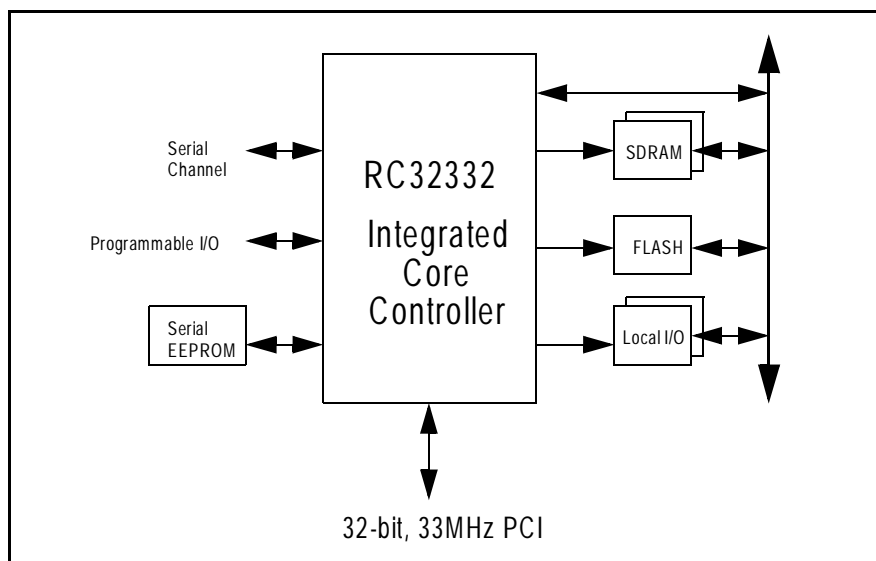 Serial
Channel
Programmable I/O
Serial
EEPROM
RC32332
Integrated
Core
Controller
SDRAM
FLASH
Local I/O
32-bit, 33MHz PCI